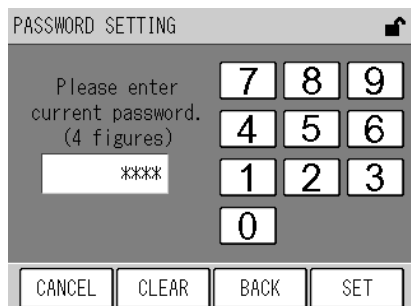 PASSWORD SETTING
Please enter
current password.
(4 figures)
****
7 8 9
4 5 6
1 2 3
0
CANCEL CLEAR BACK SET